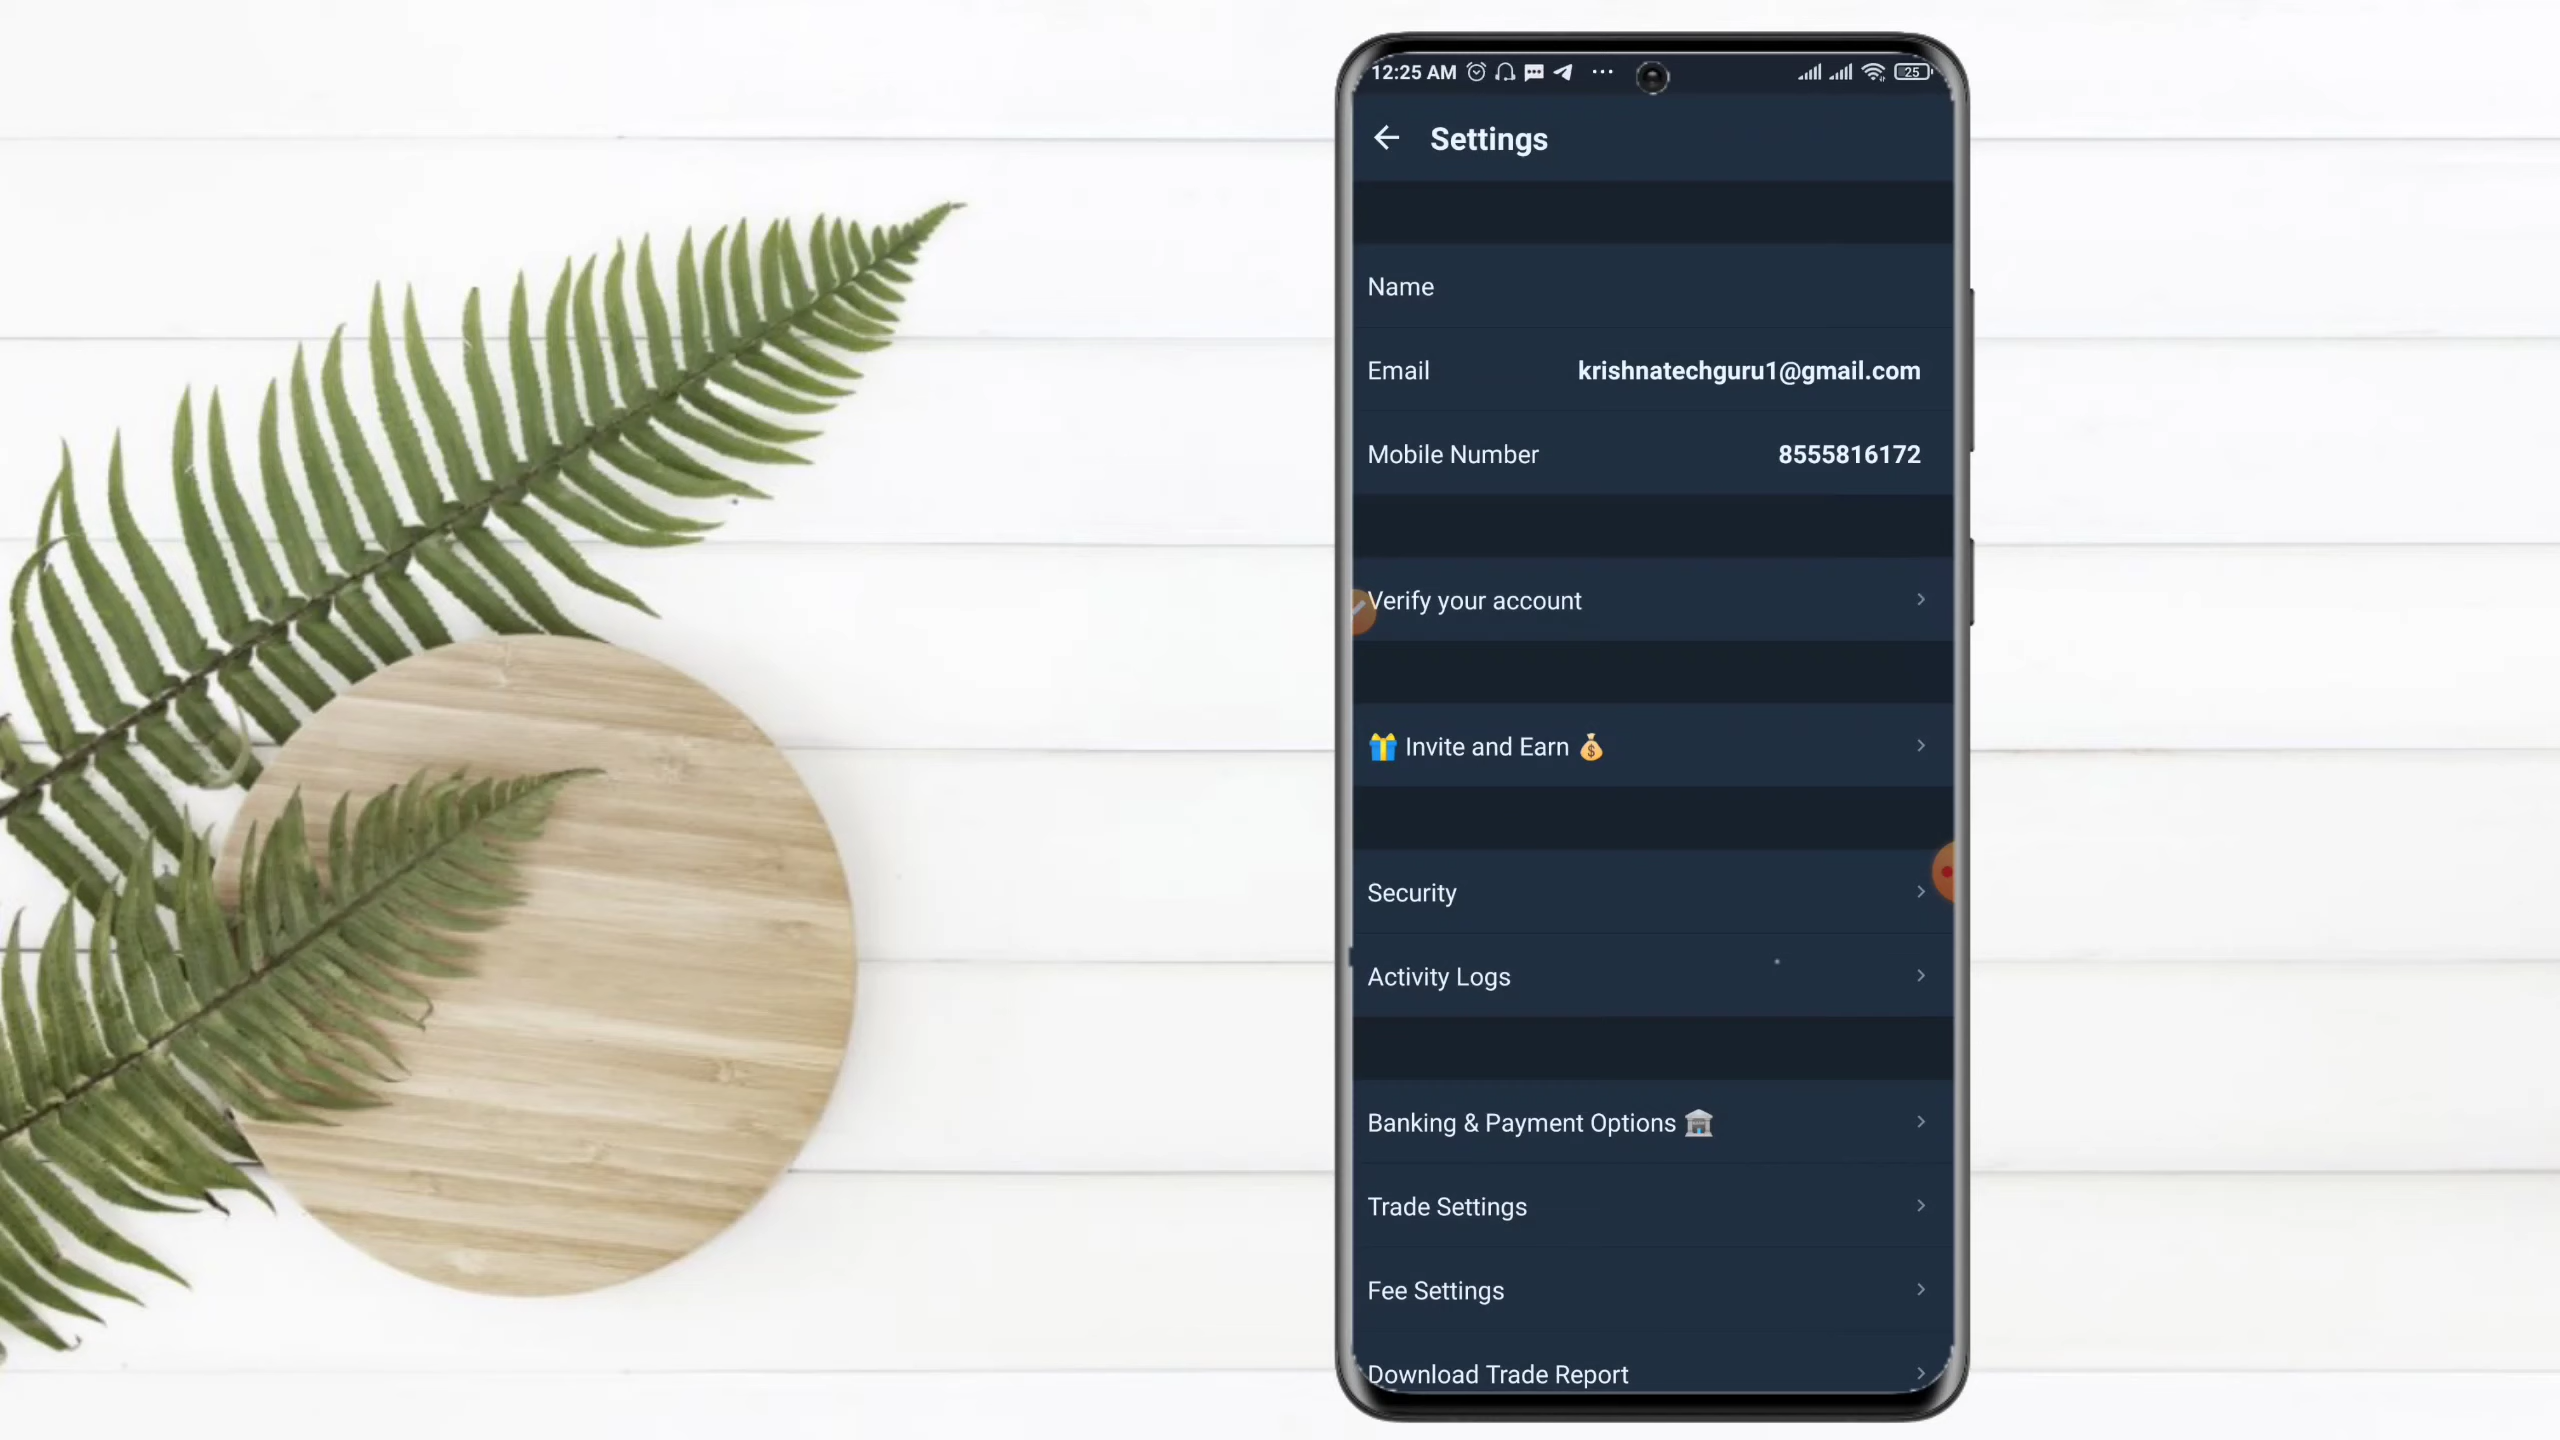 12:25 AM ... 25
Settings
Name
Email krishnatechguru1@gmail.com
Mobile Number 8555816172
Verify your account
Invite and Earn
Security
Activity Logs
Banking & Payment Options
Trade Settings
Fee Settings
Download Trade Report